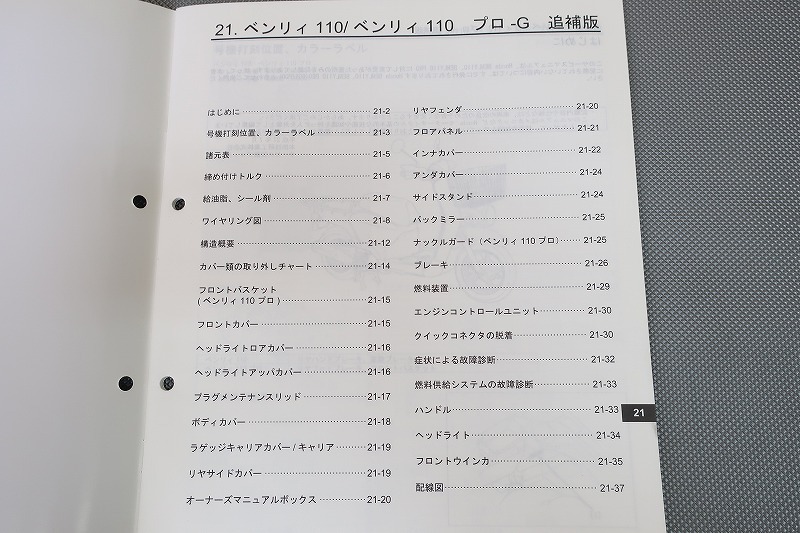 21. ベンリィ 110/ ベンリィ 110 プロ -G 追補版
はじめに 21-2
号機打刻位置、カラーラベル 21-3
諸元表 21-5
締め付けトルク 21-6
給油脂、シール剤 21-7
ワイヤリング図 21-8
構造概要 21-12
カバー類の取り外しチャート 21-14
フロントバスケット
( ベンリィ 110 プロ ) 21-15
フロントカバー 21-15
ヘッドライトロアカバー 21-16
ヘッドライトアッパカバー 21-16
プラグメンテナンスリッド 21-17
ボディカバー 21-18
ラゲッジキャリアカバー / キャリア 21-19
リヤサイドカバー 21-19
オーナーズマニュアルボックス 21-20
リヤフェンダ 21-20
フロアパネル 21-21
インナカバー 21-22
アンダカバー 21-24
サイドスタンド 21-24
バックミラー 21-25
ナックルガード（ベンリィ 110 プロ） 21-25
ブレーキ 21-26
燃料装置 21-29
エンジンコントロールユニット 21-30
クイックコネクタの脱着 21-30
症状による故障診断 21-32
燃料供給システムの故障診断 21-33
ハンドル 21-33
ヘッドライト 21-34
フロントウインカ 21-35
配線図 21-37
21